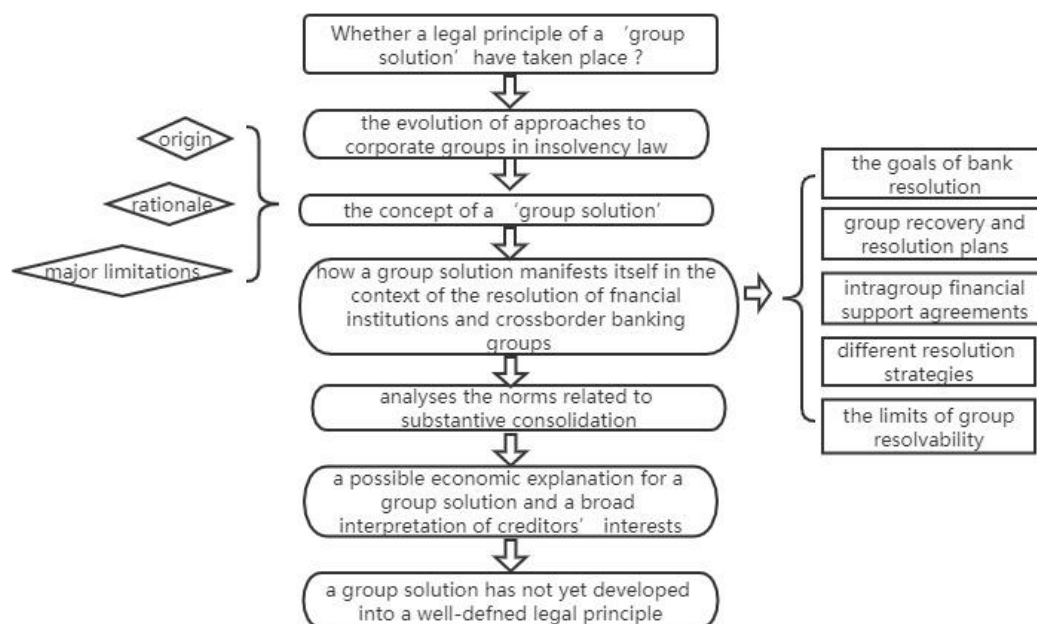 Whether a legal principle of a ‘group
solution’ have taken place ?
the evolution of approaches to
corporate groups in insolvency law
origin
rationale
major limitations
the concept of a ‘group solution’
how a group solution manifests itself in the
context of the resolution of fnancial
institutions and crossborder banking
groups
the goals of bank
resolution
group recovery and
resolution plans
intragroup financial
support agreements
different resolution
strategies
the limits of group
resolvability
analyses the norms related to
substantive consolidation
a possible economic explanation for a
group solution and a broad
interpretation of creditors’ interests
a group solution has not yet developed
into a well-defned legal principle